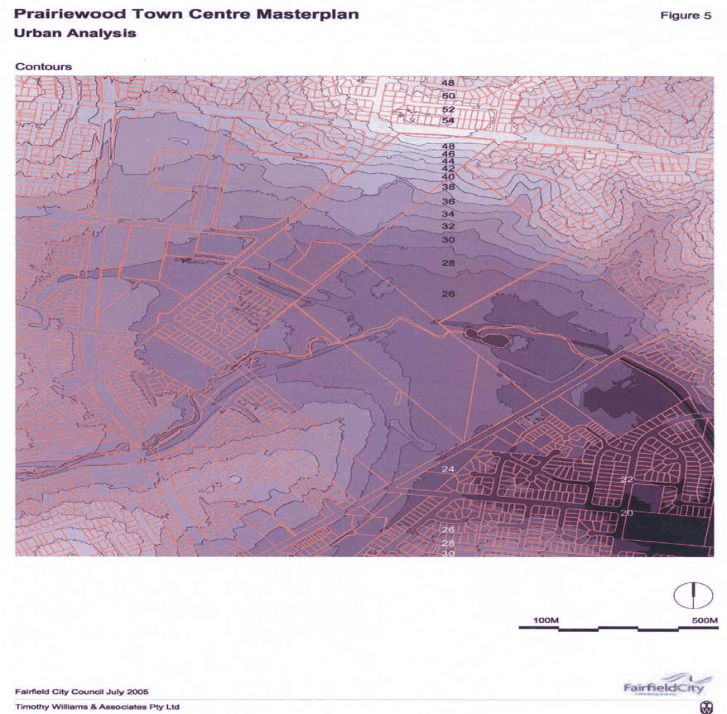 Prairiewood Town Centre Masterplan
Figure 5
Urban Analysis
Contours
48
50
52
54
48
46
44
42
40
38
36
34
32
30
28
26
24
22
20
26
28
30
100M
500M
FairfieldCity
Fairfield City Council July 2005
Timothy Williams & Associates Pty Ltd